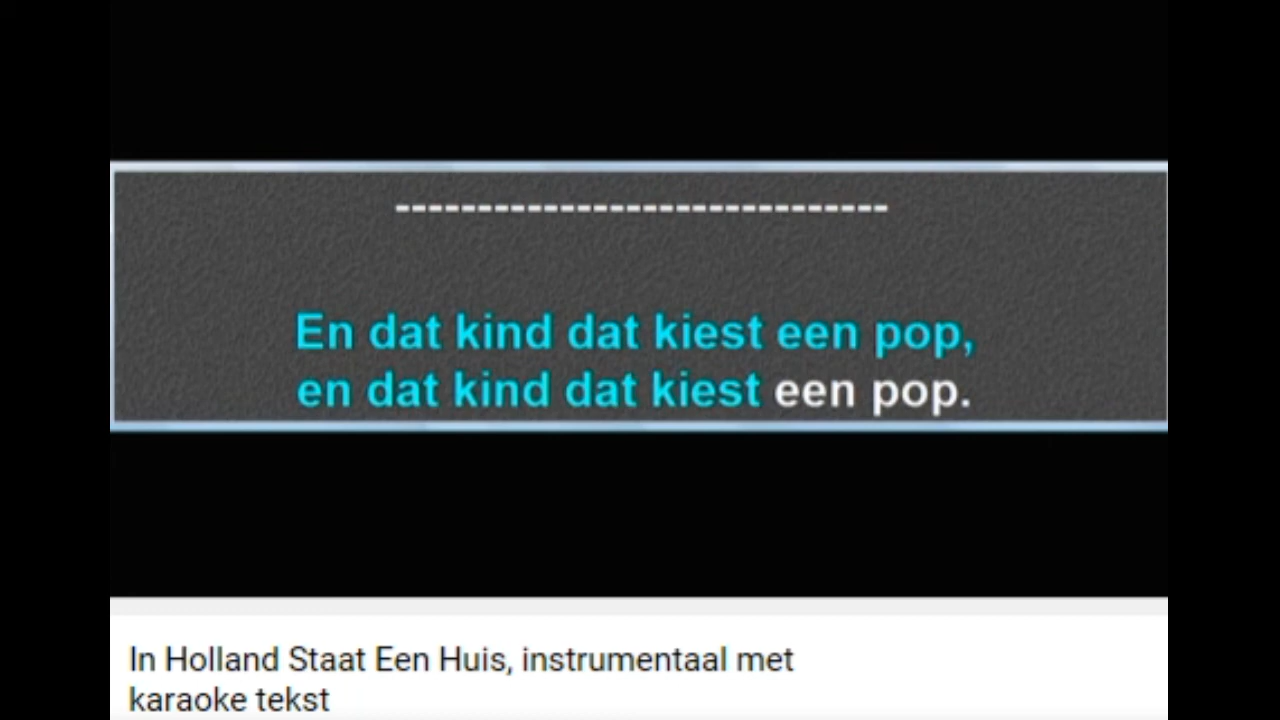 ------------------------------
En dat kind dat kiest een pop,
en dat kind dat kiest een pop.
In Holland Staat Een Huis, instrumentaal met
karaoke tekst